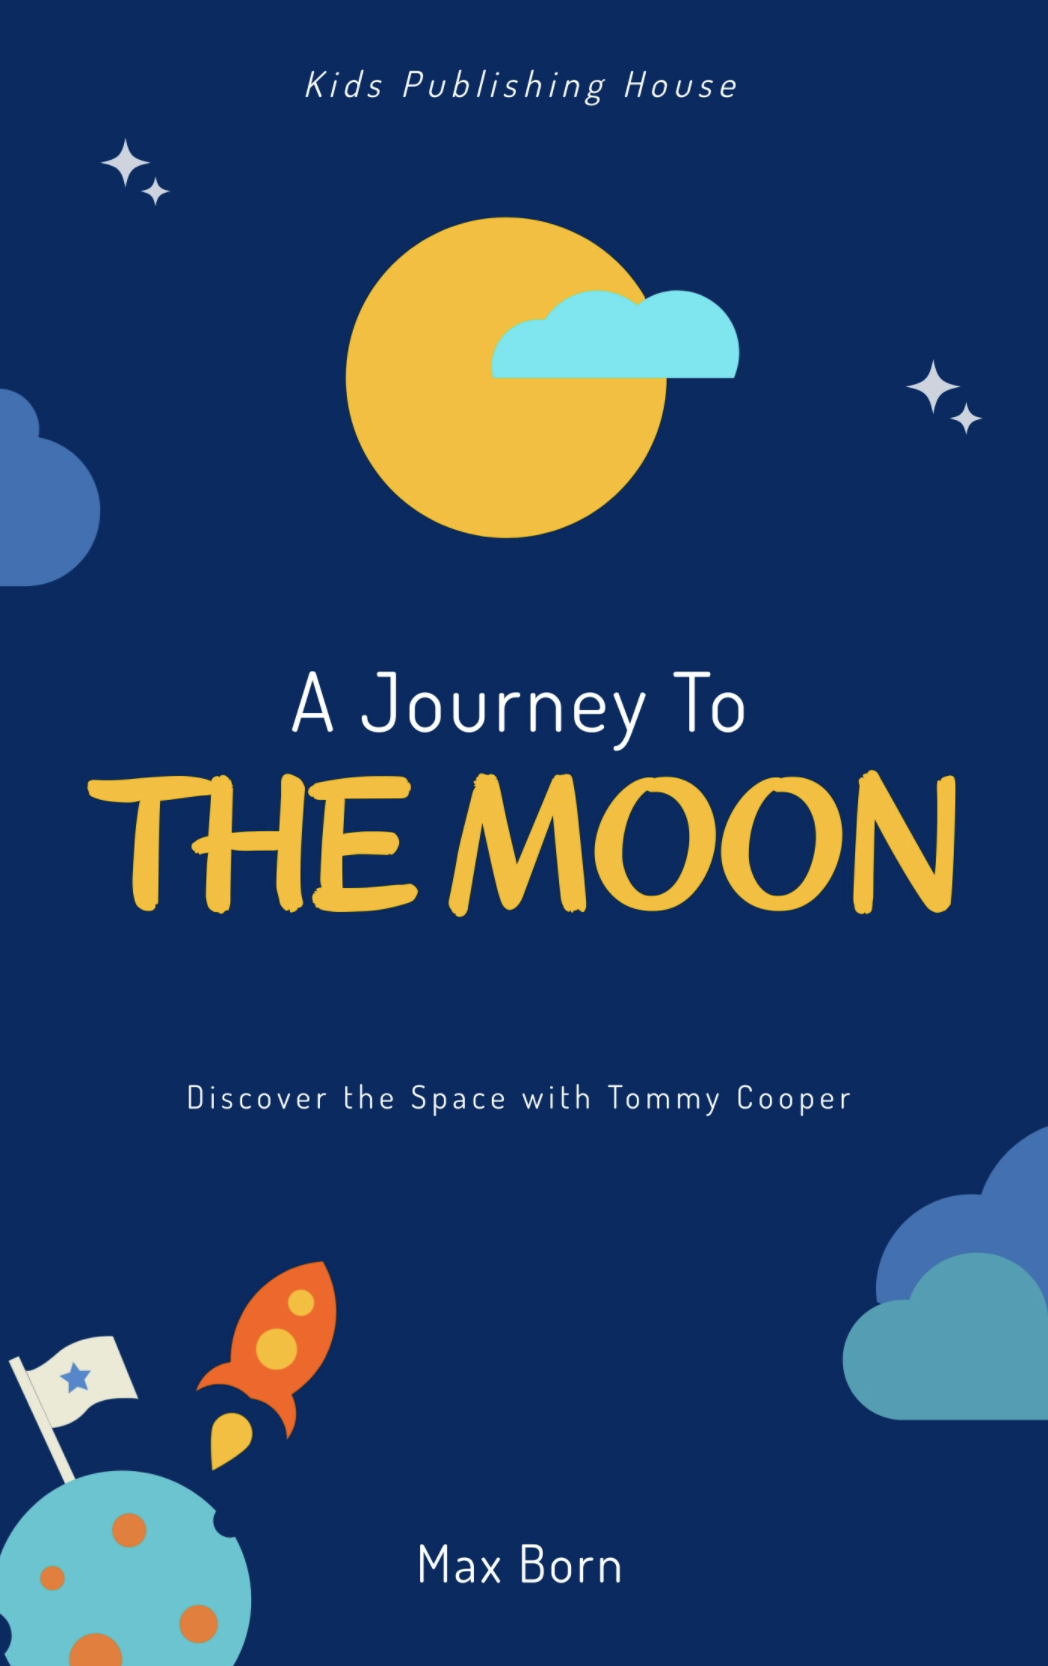 Kids Publishing House
A Journey To
THE MOON
Discover the Space with Tommy Cooper
Max Born